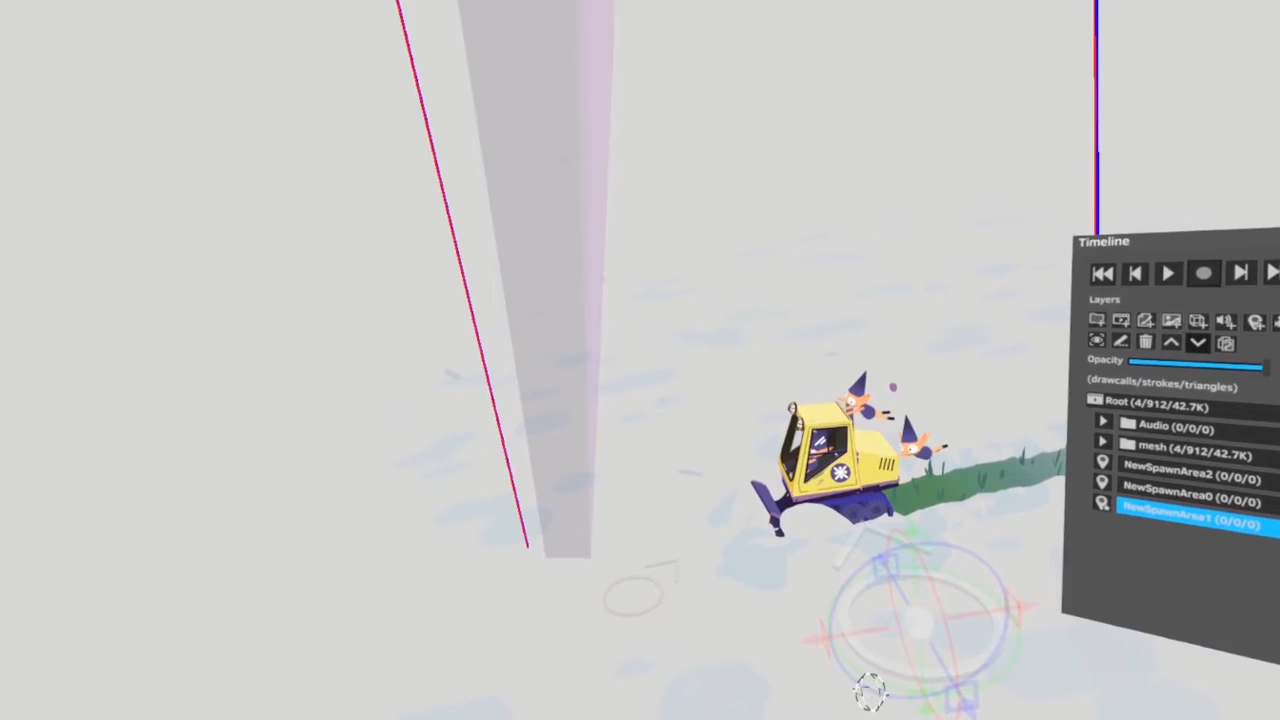 Timeline
Layers
Opacity
(drawcalls/strokes/triangles)
Root (4/912/42.7K)
Audio (0/0/0)
mesh (4/912/42.7K)
NewSpawnArea2 (0/0/0)
NewSpawnArea0 (0/0/0)
NewSpawnArea1 (0/0/0)